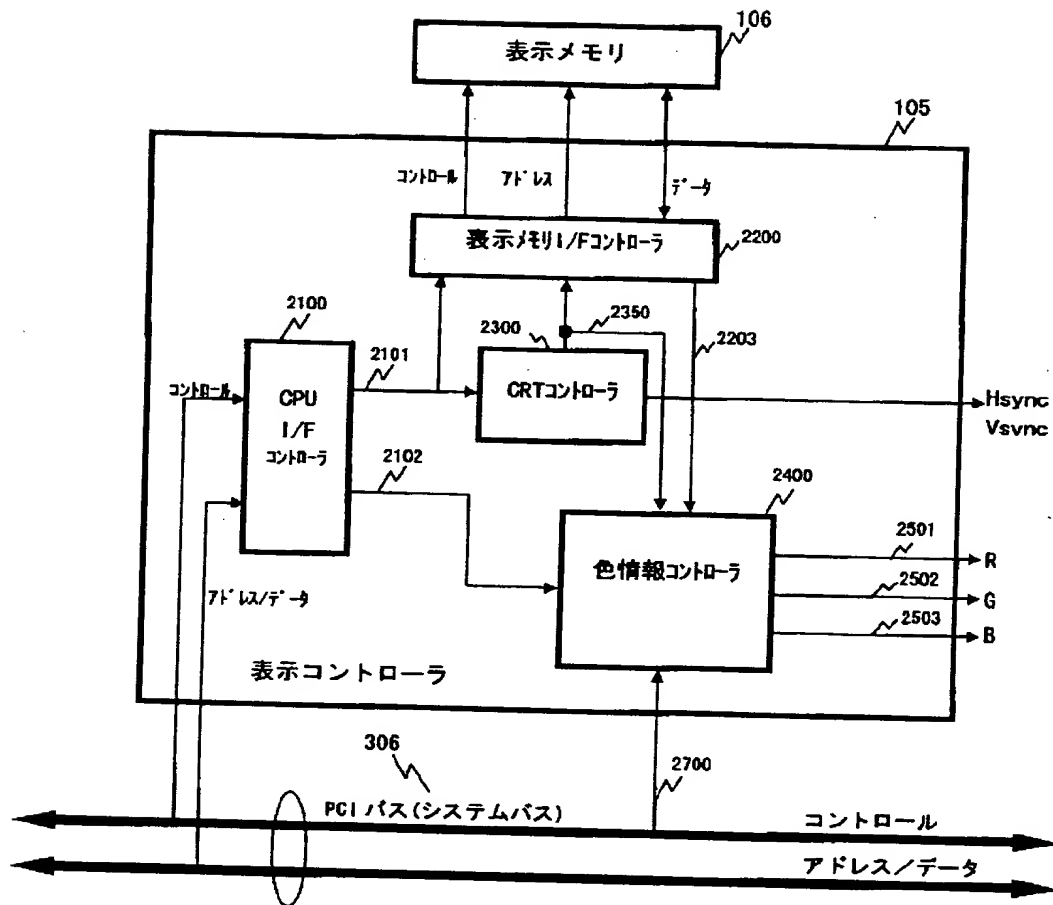 106
表示メモリ
105
コントロール
アドレス
データ
表示メモリI/Fコントローラ
2200
2100
2101
2300
2350
2203
コントロール
CPU
I/F
コントローラ
CRTコントローラ
Hsync
Vsync
2102
2400
色情報コントローラ
2501
R
2502
G
2503
B
アドレス/データ
表示コントローラ
306
2700
PCIバス(システムバス)
コントロール
アドレス/データ